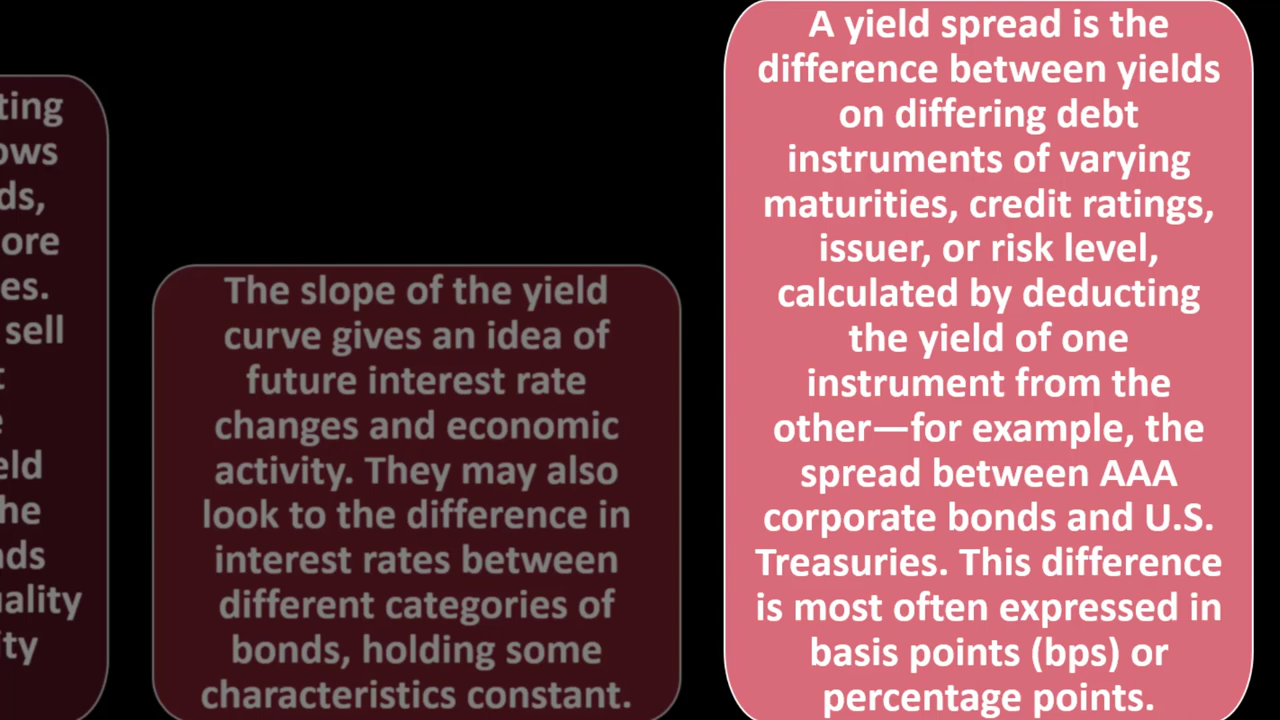 ting
ows
ds,
ore
es.
sell
t
e
eld
he
nds
ality
ity
The slope of the yield
curve gives an idea of
future interest rate
changes and economic
activity. They may also
look to the difference in
interest rates between
different categories of
bonds, holding some
characteristics constant.
A yield spread is the
difference between yields
on differing debt
instruments of varying
maturities, credit ratings,
issuer, or risk level,
calculated by deducting
the yield of one
instrument from the
other—for example, the
spread between AAA
corporate bonds and U.S.
Treasuries. This difference
is most often expressed in
basis points (bps) or
percentage points.